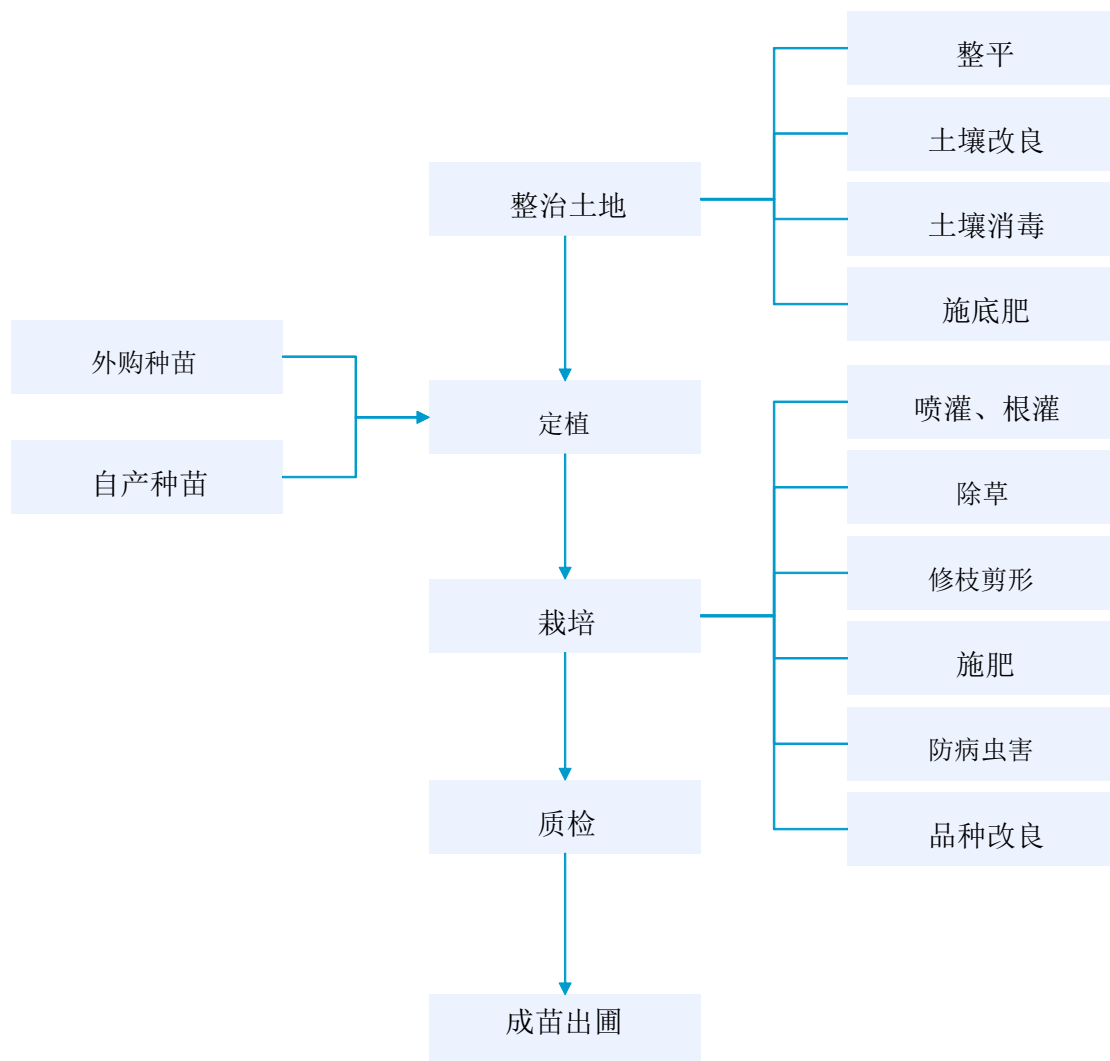 整平
土壤改良
整治土地
土壤消毒
施底肥
外购种苗
定植
喷灌、根灌
自产种苗
除草
修枝剪形
栽培
施肥
防病虫害
质检
品种改良
成苗出圃